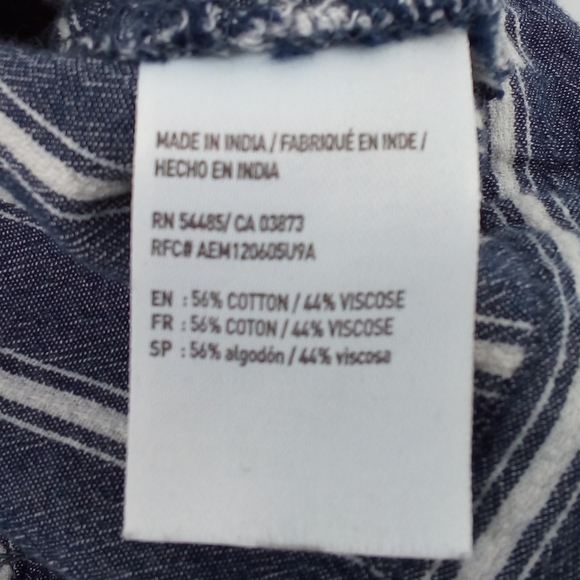 MADE IN INDIA / FABRIQUÉ EN INDE /
HECHO EN INDIA
RN 54485/ CA 03873
RFC# AEM120605U9A
EN : 56% COTTON / 44% VISCOSE
FR : 56% COTON / 44% VISCOSE
SP : 56% algodón / 44% viscosa